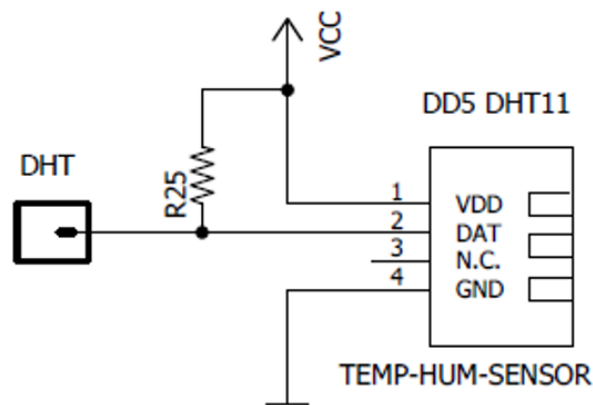 VCC
DD5 DHT11
DHT
R25
1 VDD
2 DAT
3 N.C.
4 GND
TEMP-HUM-SENSOR